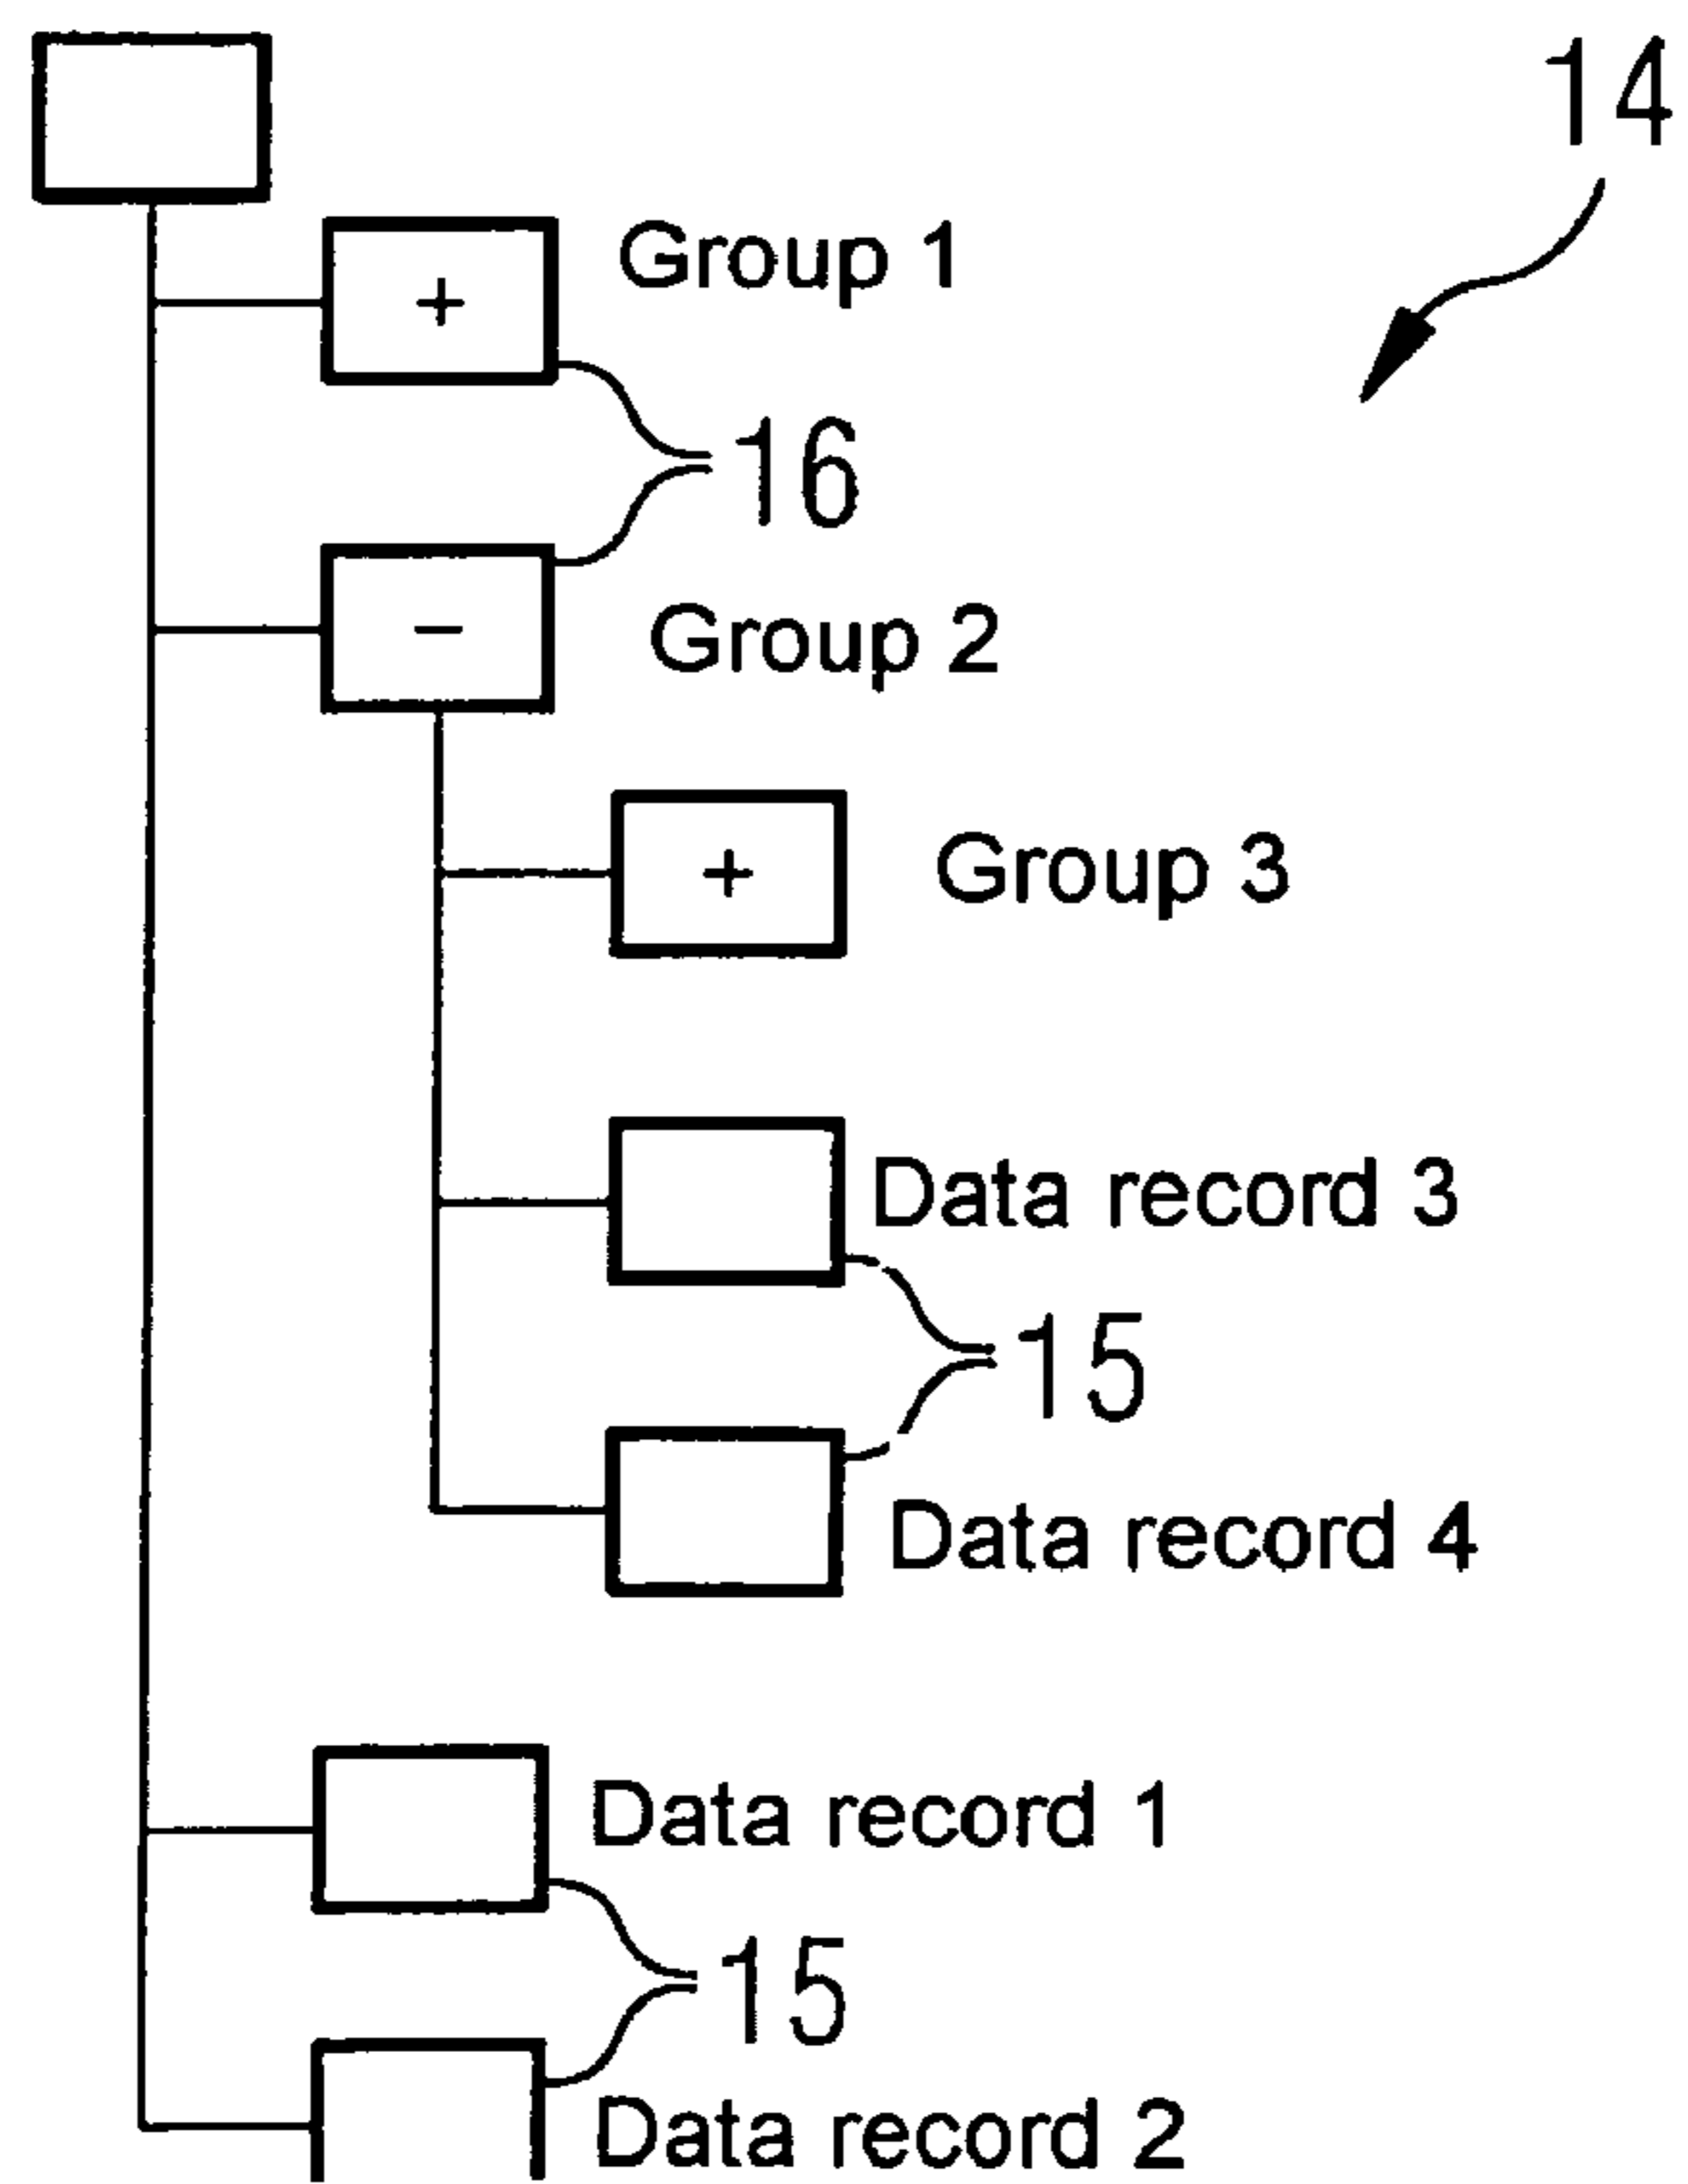 14
Group 1
+
16
−
Group 2
+
Group 3
Data record 3
15
Data record 4
Data record 1
15
Data record 2